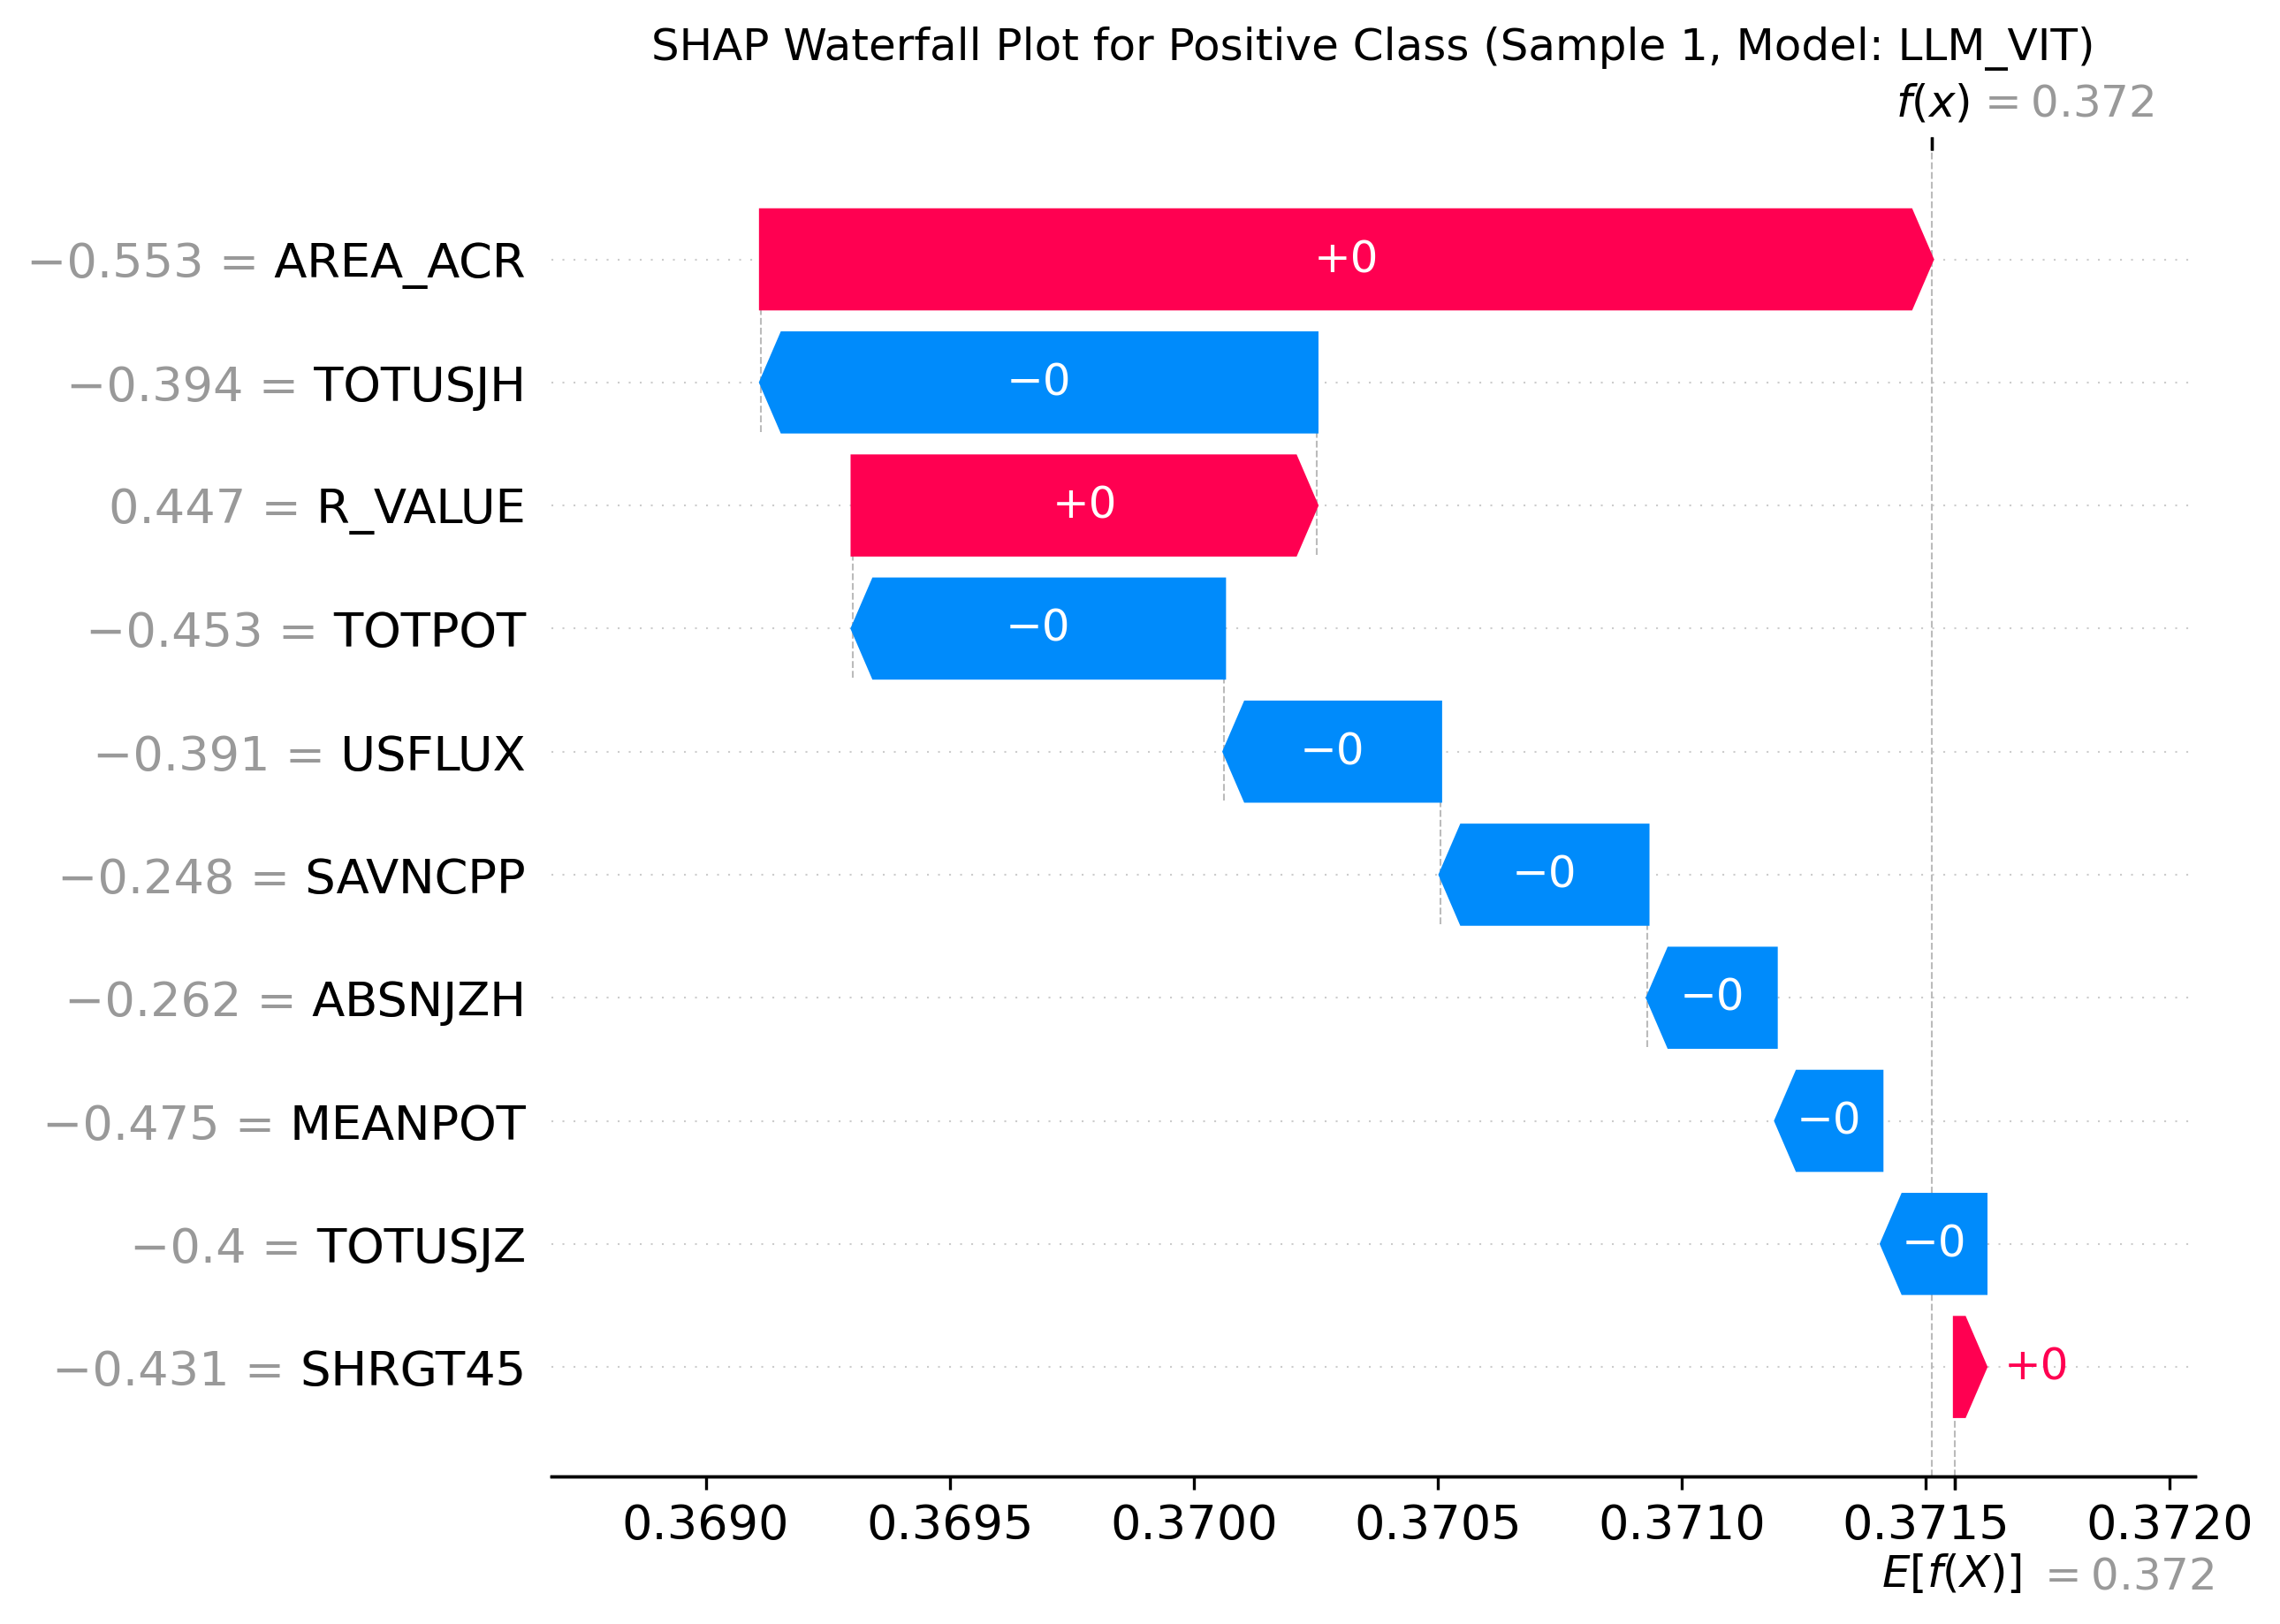 SHAP Waterfall Plot for Positive Class (Sample 1, Model: LLM_VIT)
f(x) = 0.372
−0.553 = AREA_ACR +0
−0.394 = TOTUSJH −0
0.447 = R_VALUE +0
−0.453 = TOTPOT −0
−0.391 = USFLUX −0
−0.248 = SAVNCPP −0
−0.262 = ABSNJZH −0
−0.475 = MEANPOT −0
−0.4 = TOTUSJZ −0
−0.431 = SHRGT45 +0
0.3690 0.3695 0.3700 0.3705 0.3710 0.3715 0.3720
E[f(X)] = 0.372